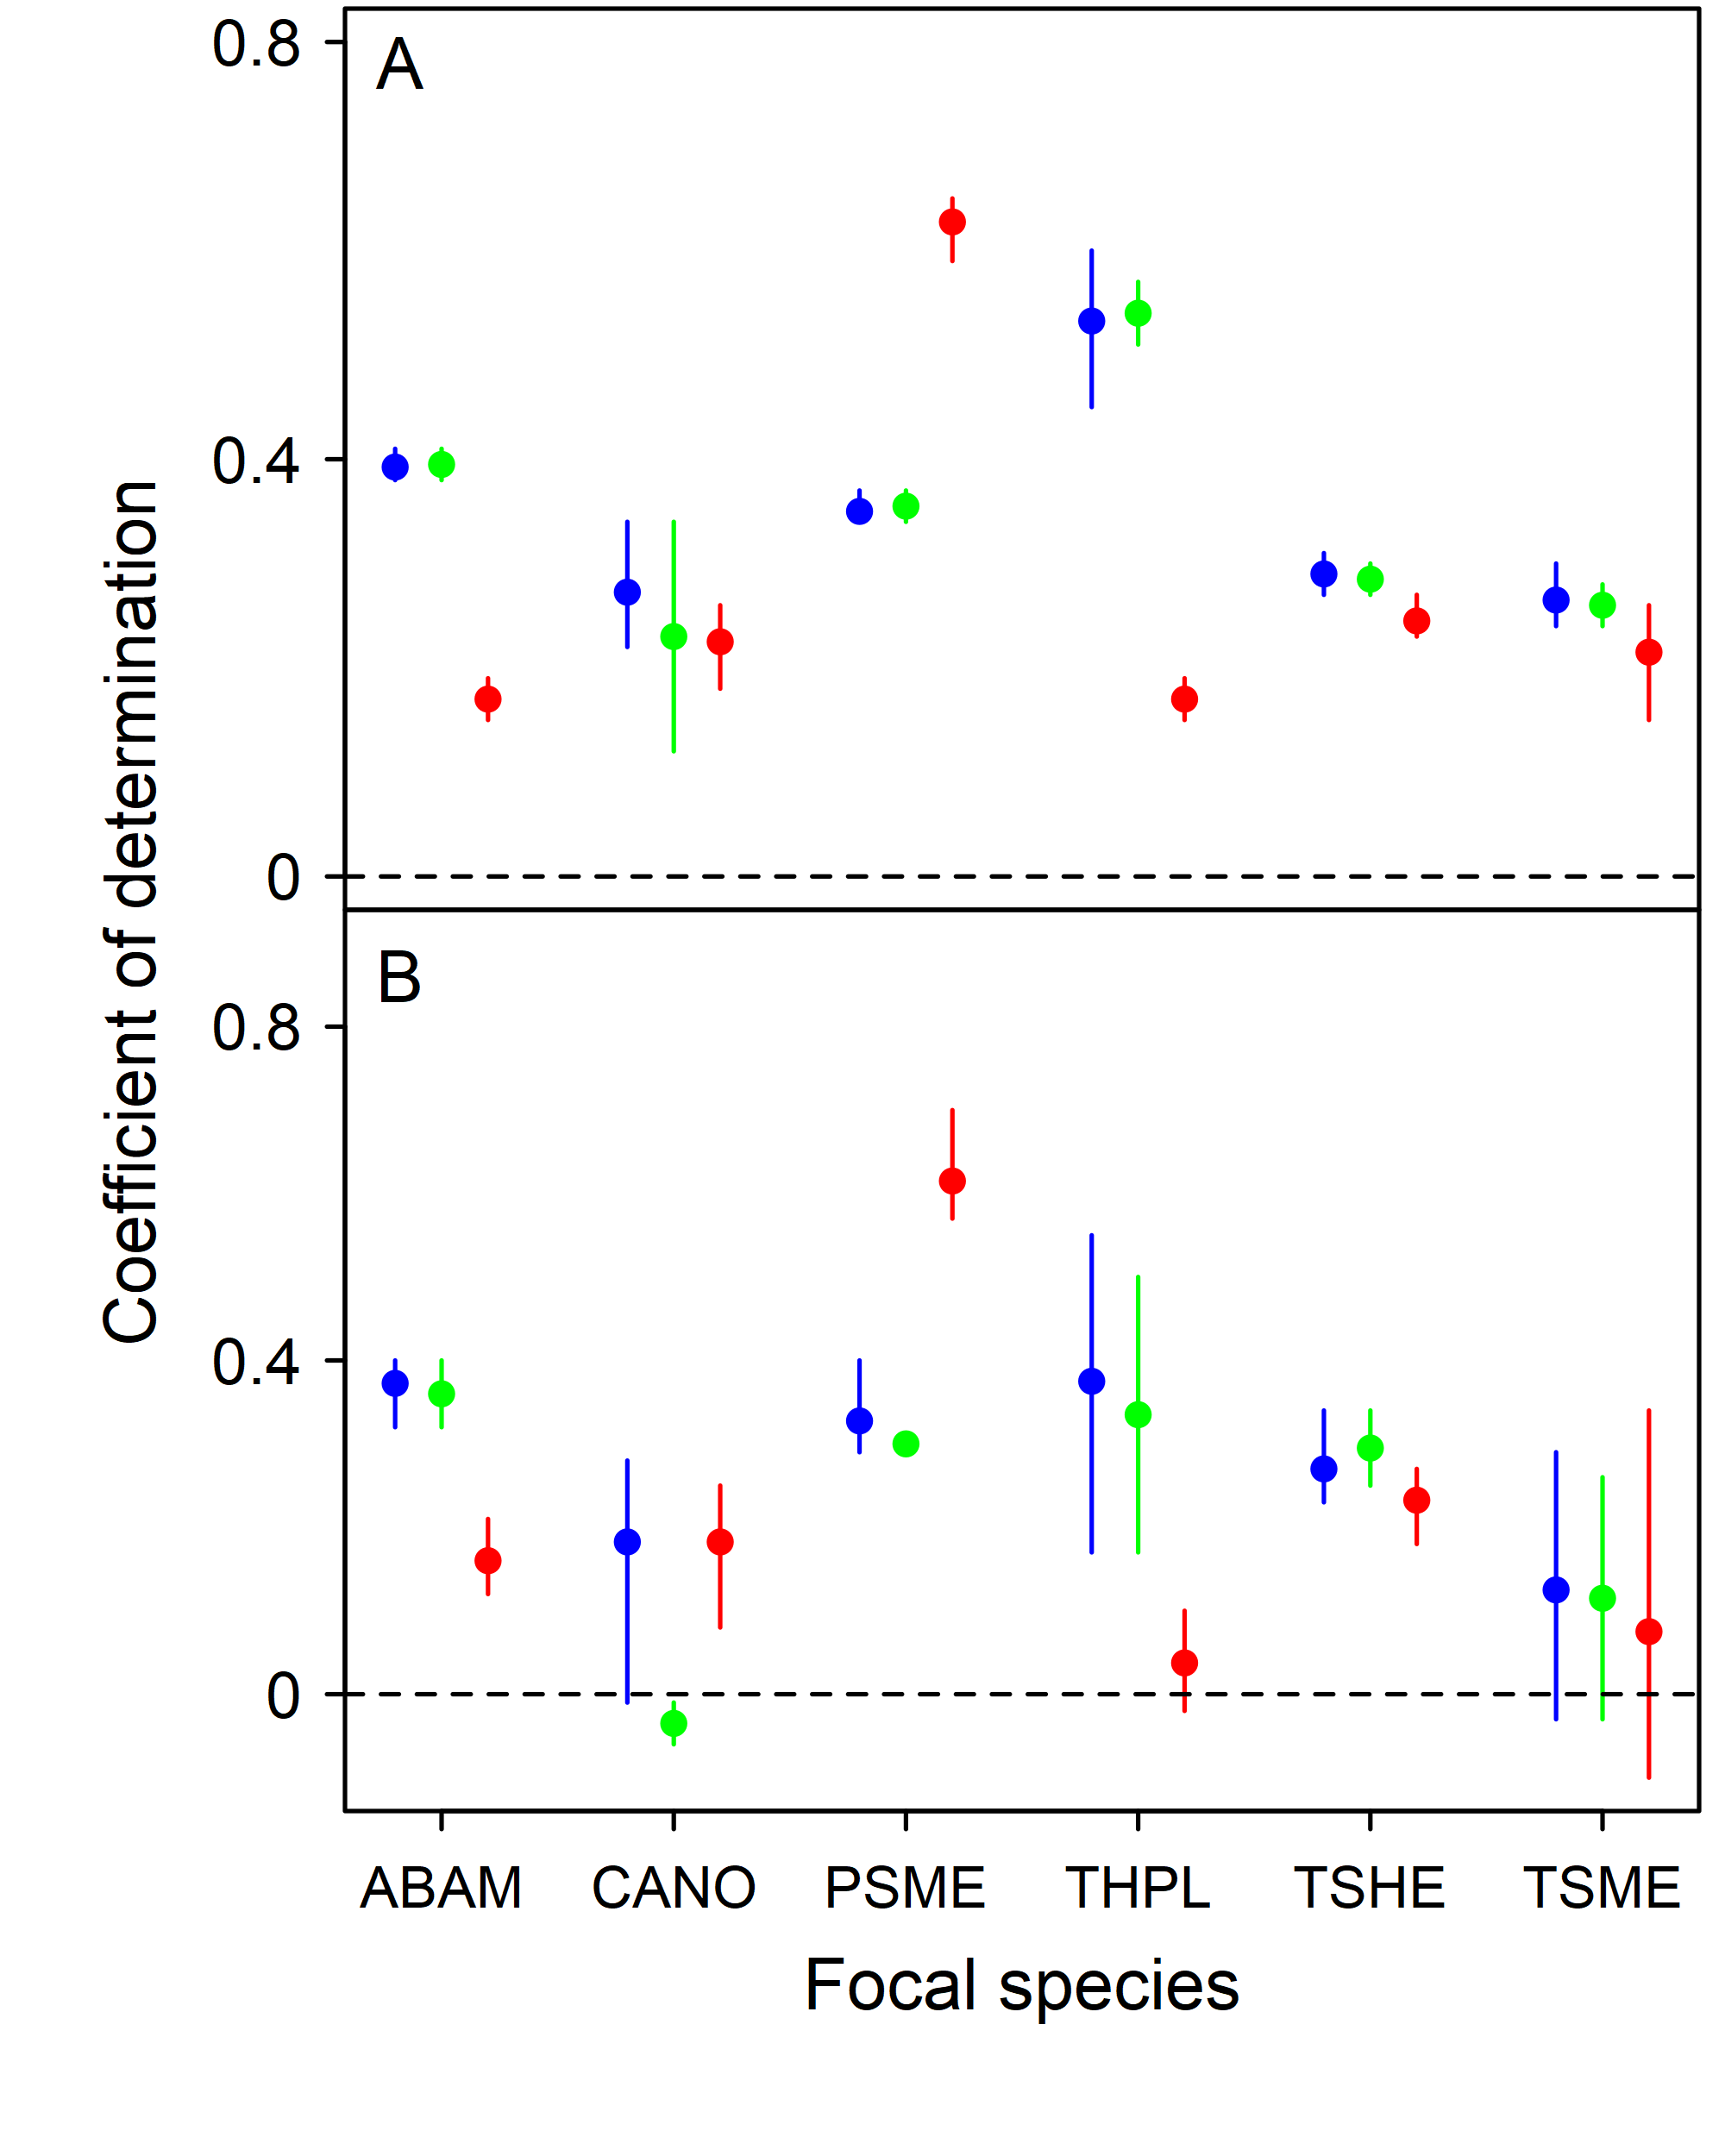 A
0.8
0.4
0
Coefficient of determination
B
0.8
0.4
0
ABAM CANO PSME THPL TSHE TSME
Focal species